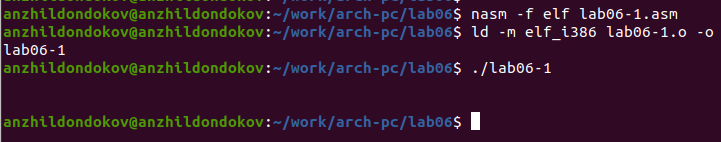 anzhildondokov@anzhildondokov:~/work/arch-pc/lab06$ nasm -f elf lab06-1.asm
anzhildondokov@anzhildondokov:~/work/arch-pc/lab06$ ld -m elf_i386 lab06-1.o -o
lab06-1
anzhildondokov@anzhildondokov:~/work/arch-pc/lab06$ ./lab06-1
anzhildondokov@anzhildondokov:~/work/arch-pc/lab06$